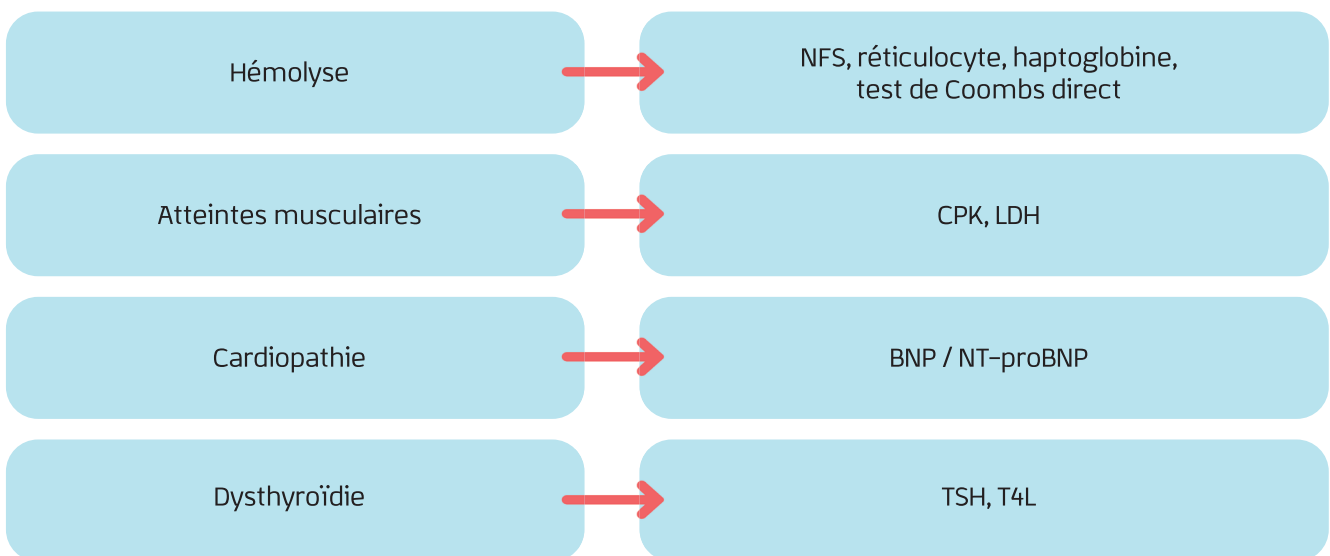 Hémolyse
NFS, réticulocyte, haptoglobine,
test de Coombs direct
Atteintes musculaires
CPK, LDH
Cardiopathie
BNP / NT-proBNP
Dysthyroïdie
TSH, T4L